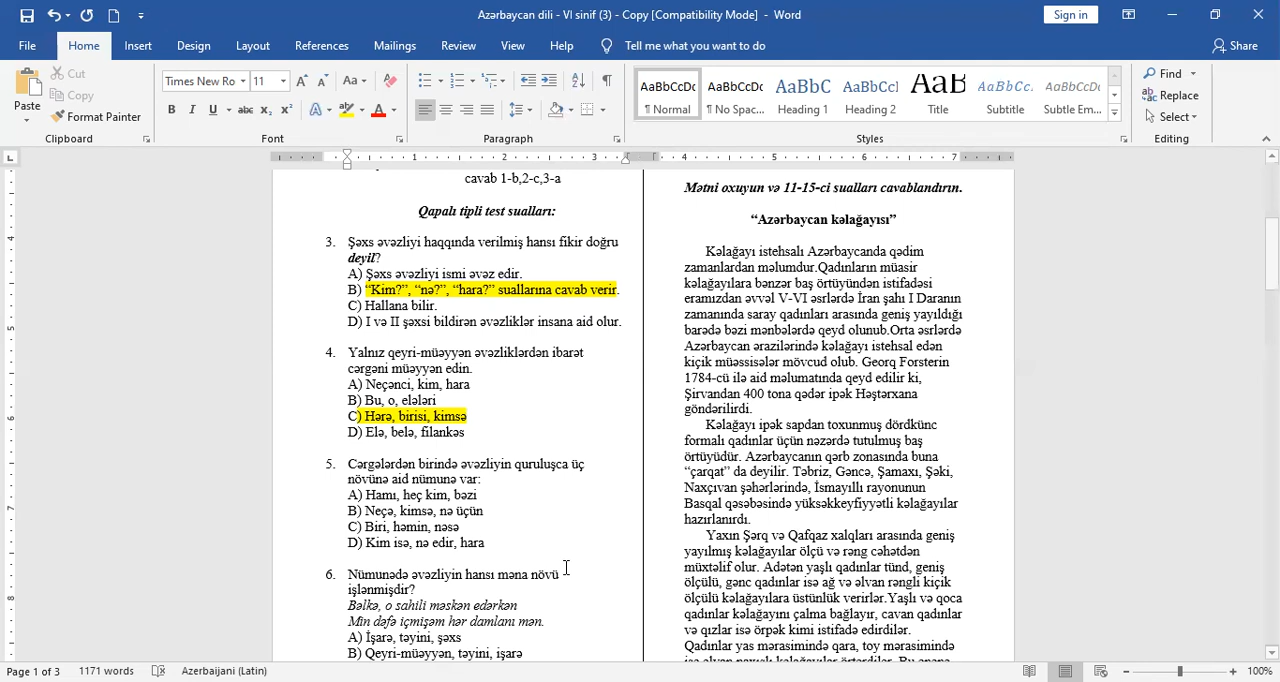 Azərbaycan dili - VI sinif (3) - Copy [Compatibility Mode] - Word
Sign in
File Home Insert Design Layout References Mailings Review View Help Tell me what you want to do
Share
Paste
Cut
Copy
Format Painter
Clipboard
Times New Ro 11
Font
Paragraph
AaBbCcDc
¶ Normal
AaBbCcDc
¶ No Spac...
AaBbC
Heading 1
AaBbCcl
Heading 2
AaB
Title
AaBbCc.
Subtitle
AaBbCcDc
Subtle Em...
Styles
Find
Replace
Select
Editing
cavab 1-b,2-c,3-a
Qapalı tipli test sualları:
3. Şəxs əvəzliyi haqqında verilmiş hansı fikir doğru
deyil?
A) Şəxs əvəzliyi ismi əvəz edir.
B) “Kim?”, “nə?”, “hara?” suallarına cavab verir.
C) Hallana bilir.
D) I və II şəxsi bildirən əvəzliklər insana aid olur.
4. Yalnız qeyri-müəyyən əvəzliklərdən ibarət
cərgəni müəyyən edin.
A) Neçənci, kim, hara
B) Bu, o, elələri
C) Hərə, birisi, kimsə
D) Elə, belə, filankəs
5. Cərgələrdən birində əvəzliyin quruluşca üç
növünə aid nümunə var:
A) Hamı, heç kim, bəzi
B) Neçə, kimsə, nə üçün
C) Biri, həmin, nəsə
D) Kim isə, nə edir, hara
6. Nümunədə əvəzliyin hansı məna növü
işlənmişdir?
Bəlkə, o sahili məskən edərkən
Min dəfə içmişəm hər damlanı mən.
A) İşarə, təyini, şəxs
B) Qeyri-müəyyən, təyini, işarə
Mətni oxuyun və 11-15-ci sualları cavablandırın.
“Azərbaycan kəlağayısı”
Kəlağayı istehsalı Azərbaycanda qədim
zamanlardan məlumdur.Qadınların müasir
kəlağayılara bənzər baş örtüyündən istifadəsi
eramızdan əvvəl V-VI əsrlərdə İran şahı I Daranın
zamanında saray qadınları arasında geniş yayıldığı
barədə bəzi mənbələrdə qeyd olunub.Orta əsrlərdə
Azərbaycan ərazilərində kəlağayı istehsal edən
kiçik müəssisələr mövcud olub. Georq Forsterin
1784-cü ilə aid məlumatında qeyd edilir ki,
Şirvandan 400 tona qədər ipək Həştərxana
göndərilirdi.
Kəlağayı ipək sapdan toxunmuş dördkünc
formalı qadınlar üçün nəzərdə tutulmuş baş
örtüyüdür. Azərbaycanın qərb zonasında buna
“çarqat” da deyilir. Təbriz, Gəncə, Şamaxı, Şəki,
Naxçıvan şəhərlərində, İsmayıllı rayonunun
Basqal qəsəbəsində yüksəkkeyfiyyətli kəlağayılar
hazırlanırdı.
Yaxın Şərq və Qafqaz xalqları arasında geniş
yayılmış kəlağayılar ölçü və rəng cəhətdən
müxtəlif olur. Adətən yaşlı qadınlar tünd, geniş
ölçülü, gənc qadınlar isə ağ və əlvan rəngli kiçik
ölçülü kəlağayılara üstünlük verirlər.Yaşlı və qoca
qadınlar kəlağayını çalma bağlayır, cavan qadınlar
və qızlar isə örpək kimi istifadə edirdilər.
Qadınlar yas mərasimində qara, toy mərasimində
Page 1 of 3 1171 words Azerbaijani (Latin)
100%